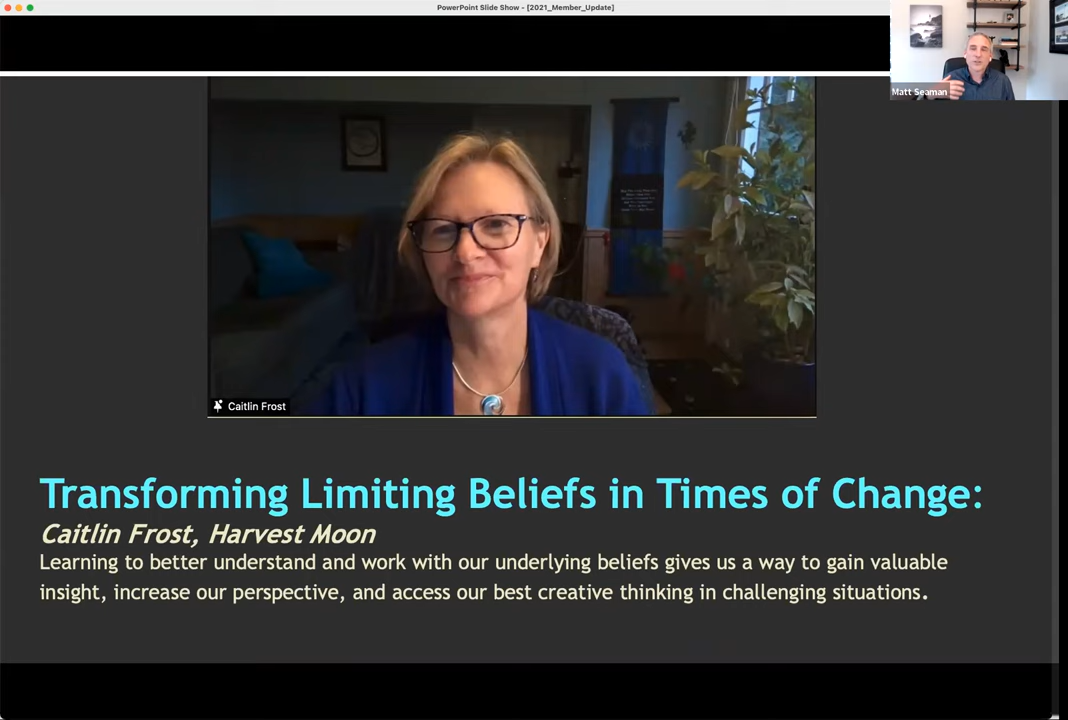 PowerPoint Slide Show - [2021_Member_Update]
Matt Seaman
Caitlin Frost
Transforming Limiting Beliefs in Times of Change:
Caitlin Frost, Harvest Moon
Learning to better understand and work with our underlying beliefs gives us a way to gain valuable
insight, increase our perspective, and access our best creative thinking in challenging situations.